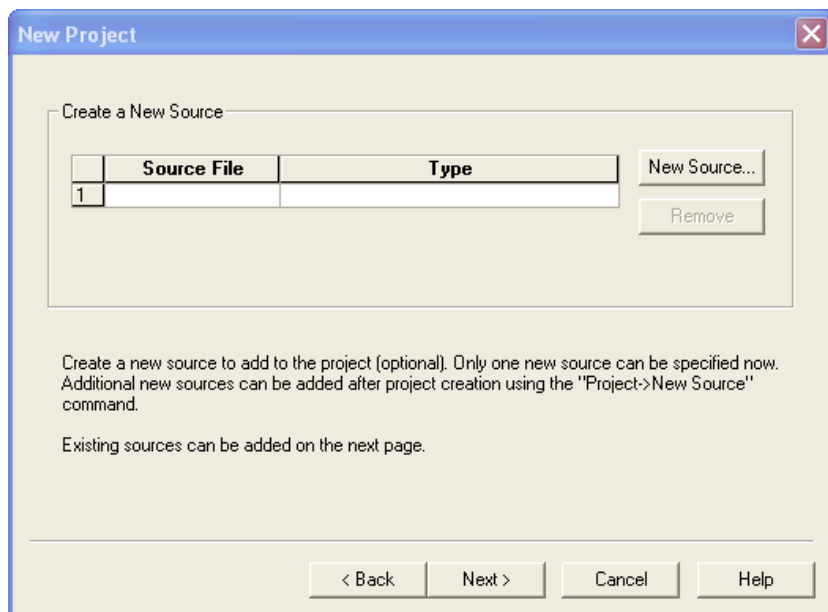 New Project
Create a New Source
Source File Type
New Source...
1
Remove
Create a new source to add to the project (optional). Only one new source can be specified now.
Additional new sources can be added after project creation using the "Project->New Source"
command.
Existing sources can be added on the next page.
< Back Next > Cancel Help